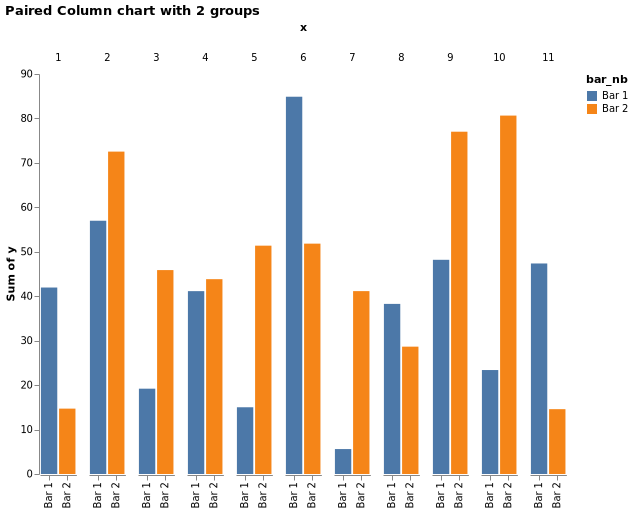 Paired Column chart with 2 groups
x
1 2 3 4 5 6 7 8 9 10 11
bar_nb
Bar 1
Bar 2
Sum of y
90
80
70
60
50
40
30
20
10
0
Bar 1 Bar 2 Bar 1 Bar 2 Bar 1 Bar 2 Bar 1 Bar 2 Bar 1 Bar 2 Bar 1 Bar 2 Bar 1 Bar 2 Bar 1 Bar 2 Bar 1 Bar 2 Bar 1 Bar 2 Bar 1 Bar 2